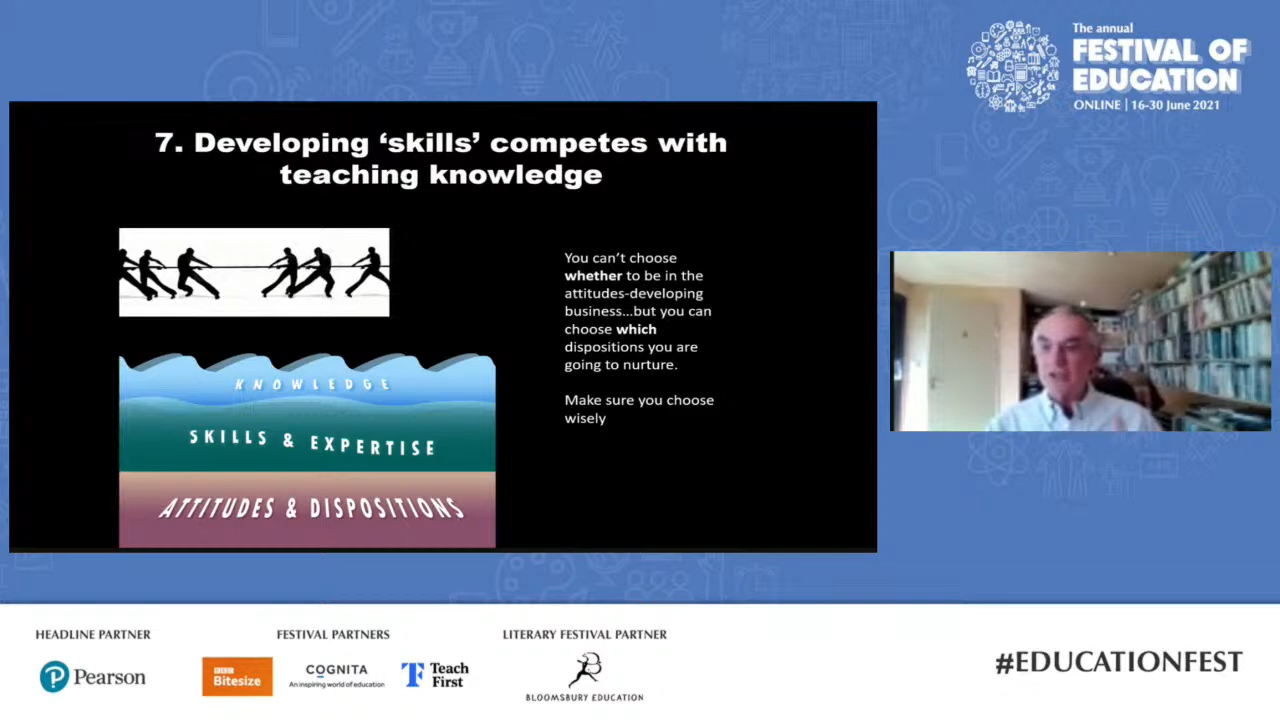 The annual
FESTIVAL OF
EDUCATION
ONLINE | 16-30 June 2021
7. Developing ‘skills’ competes with
teaching knowledge
You can’t choose
whether to be in the
attitudes-developing
business...but you can
choose which
dispositions you are
going to nurture.
Make sure you choose
wisely
KNOWLEDGE
SKILLS & EXPERTISE
ATTITUDES & DISPOSITIONS
HEADLINE PARTNER
Pearson
FESTIVAL PARTNERS
BBC
Bitesize
COGNITA
An inspiring world of education
Teach
First
LITERARY FESTIVAL PARTNER
BLOOMSBURY EDUCATION
#EDUCATIONFEST